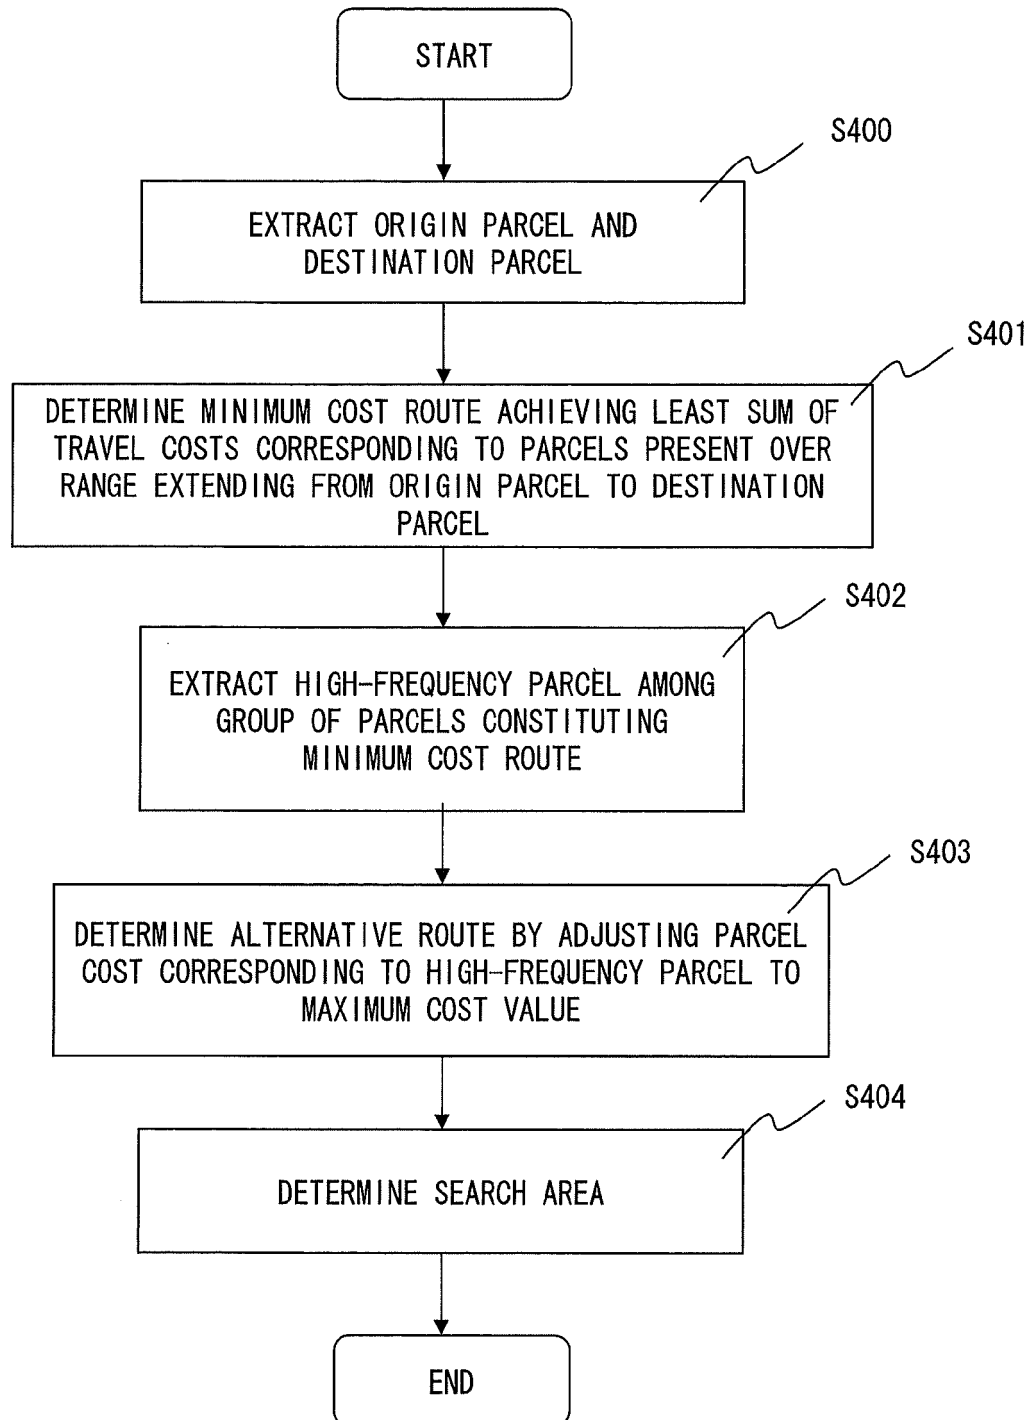 START
S400
EXTRACT ORIGIN PARCEL AND
DESTINATION PARCEL
S401
DETERMINE MINIMUM COST ROUTE ACHIEVING LEAST SUM OF
TRAVEL COSTS CORRESPONDING TO PARCELS PRESENT OVER
RANGE EXTENDING FROM ORIGIN PARCEL TO DESTINATION
PARCEL
S402
EXTRACT HIGH-FREQUENCY PARCEL AMONG
GROUP OF PARCELS CONSTITUTING
MINIMUM COST ROUTE
S403
DETERMINE ALTERNATIVE ROUTE BY ADJUSTING PARCEL
COST CORRESPONDING TO HIGH-FREQUENCY PARCEL TO
MAXIMUM COST VALUE
S404
DETERMINE SEARCH AREA
END